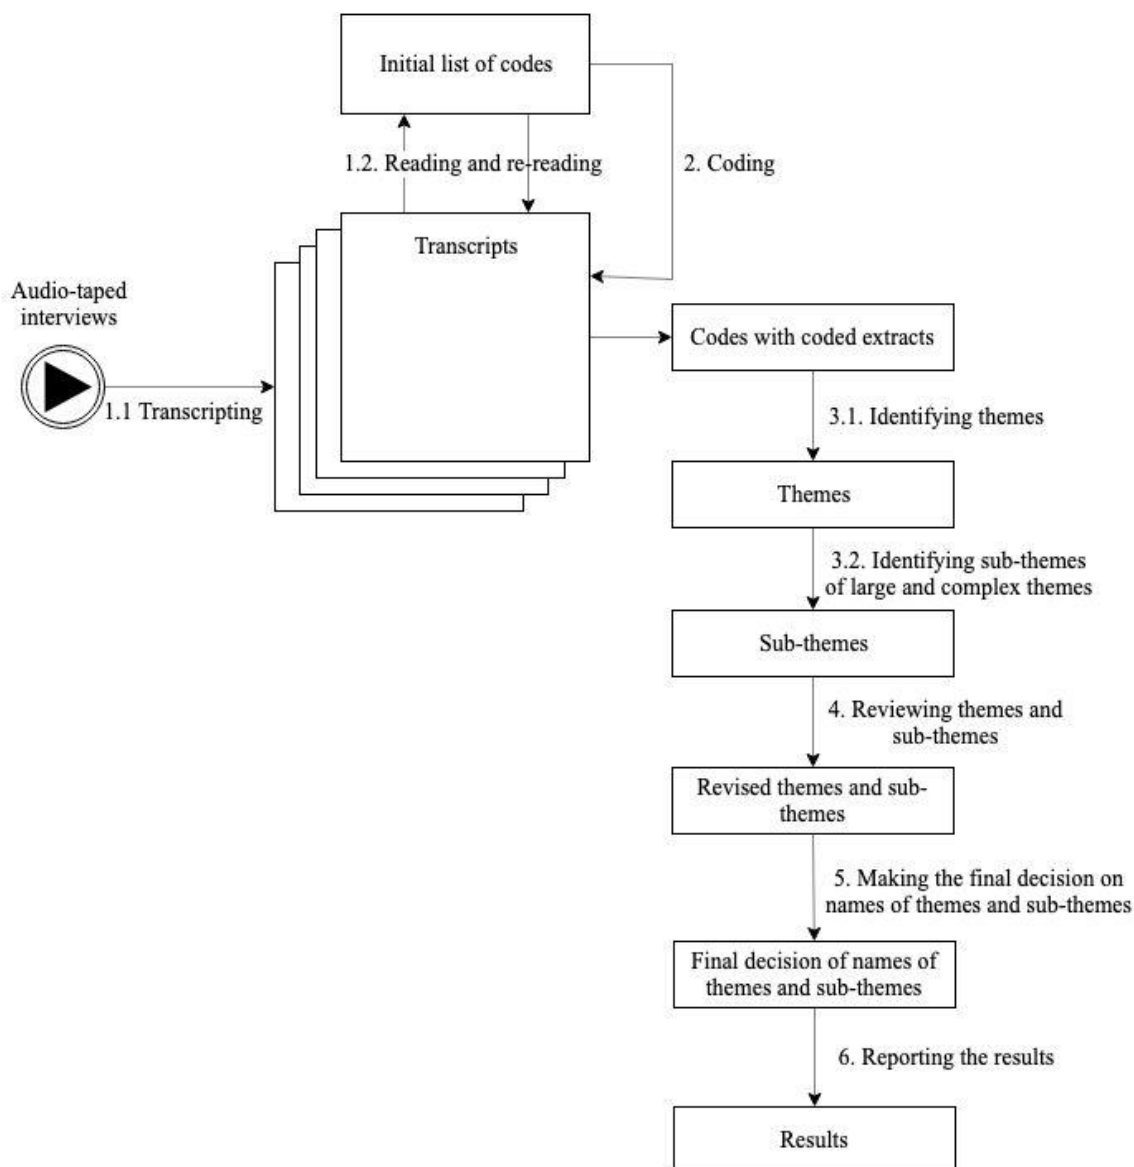 Initial list of codes
1.2. Reading and re-reading
2. Coding
Transcripts
Audio-taped
interviews
1.1 Transcripting
Codes with coded extracts
3.1. Identifying themes
Themes
3.2. Identifying sub-themes
of large and complex themes
Sub-themes
4. Reviewing themes and
sub-themes
Revised themes and sub-
themes
5. Making the final decision on
names of themes and sub-themes
Final decision of names of
themes and sub-themes
6. Reporting the results
Results